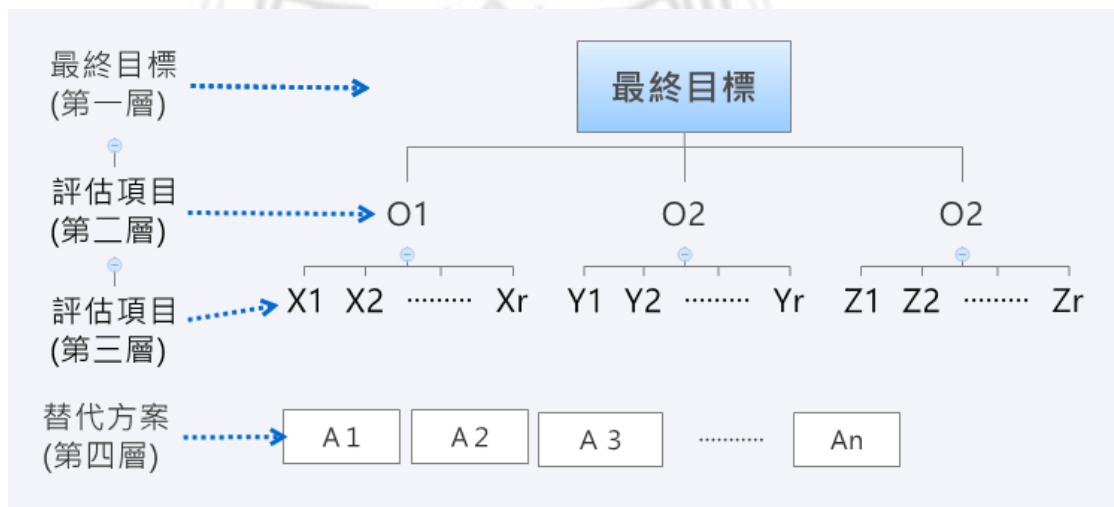 最終目標
(第一層)
最終目標
評估項目
(第二層)
O1 O2 O2
評估項目
(第三層)
X1 X2 ……… Xr Y1 Y2 ……… Yr Z1 Z2 ……… Zr
替代方案
(第四層)
A 1 A 2 A 3 ……… An